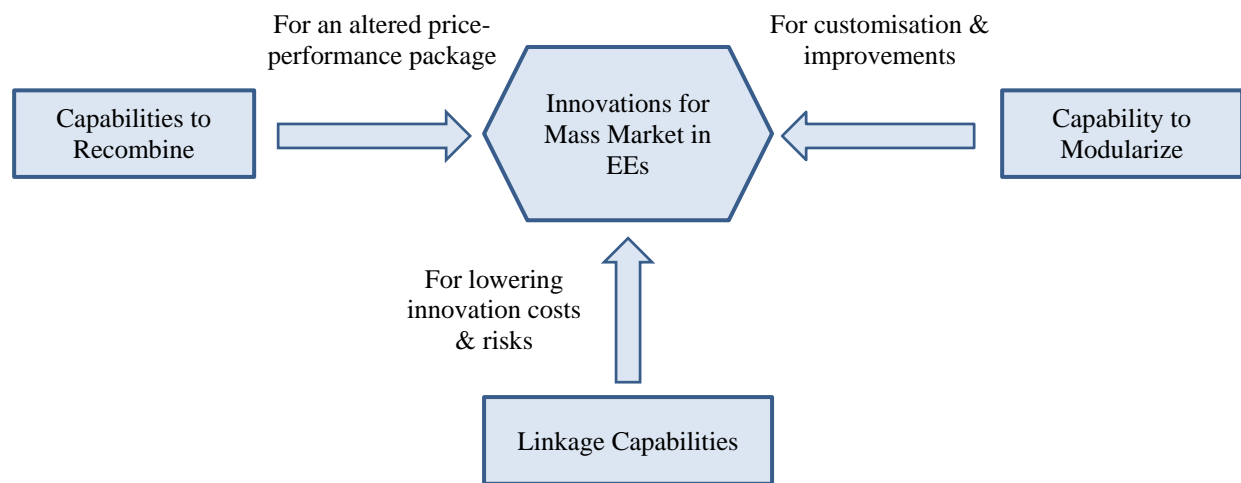 For an altered price-
performance package
For customisation &
improvements
Capabilities to
Recombine
Innovations for
Mass Market in
EEs
Capability to
Modularize
For lowering
innovation costs
& risks
Linkage Capabilities